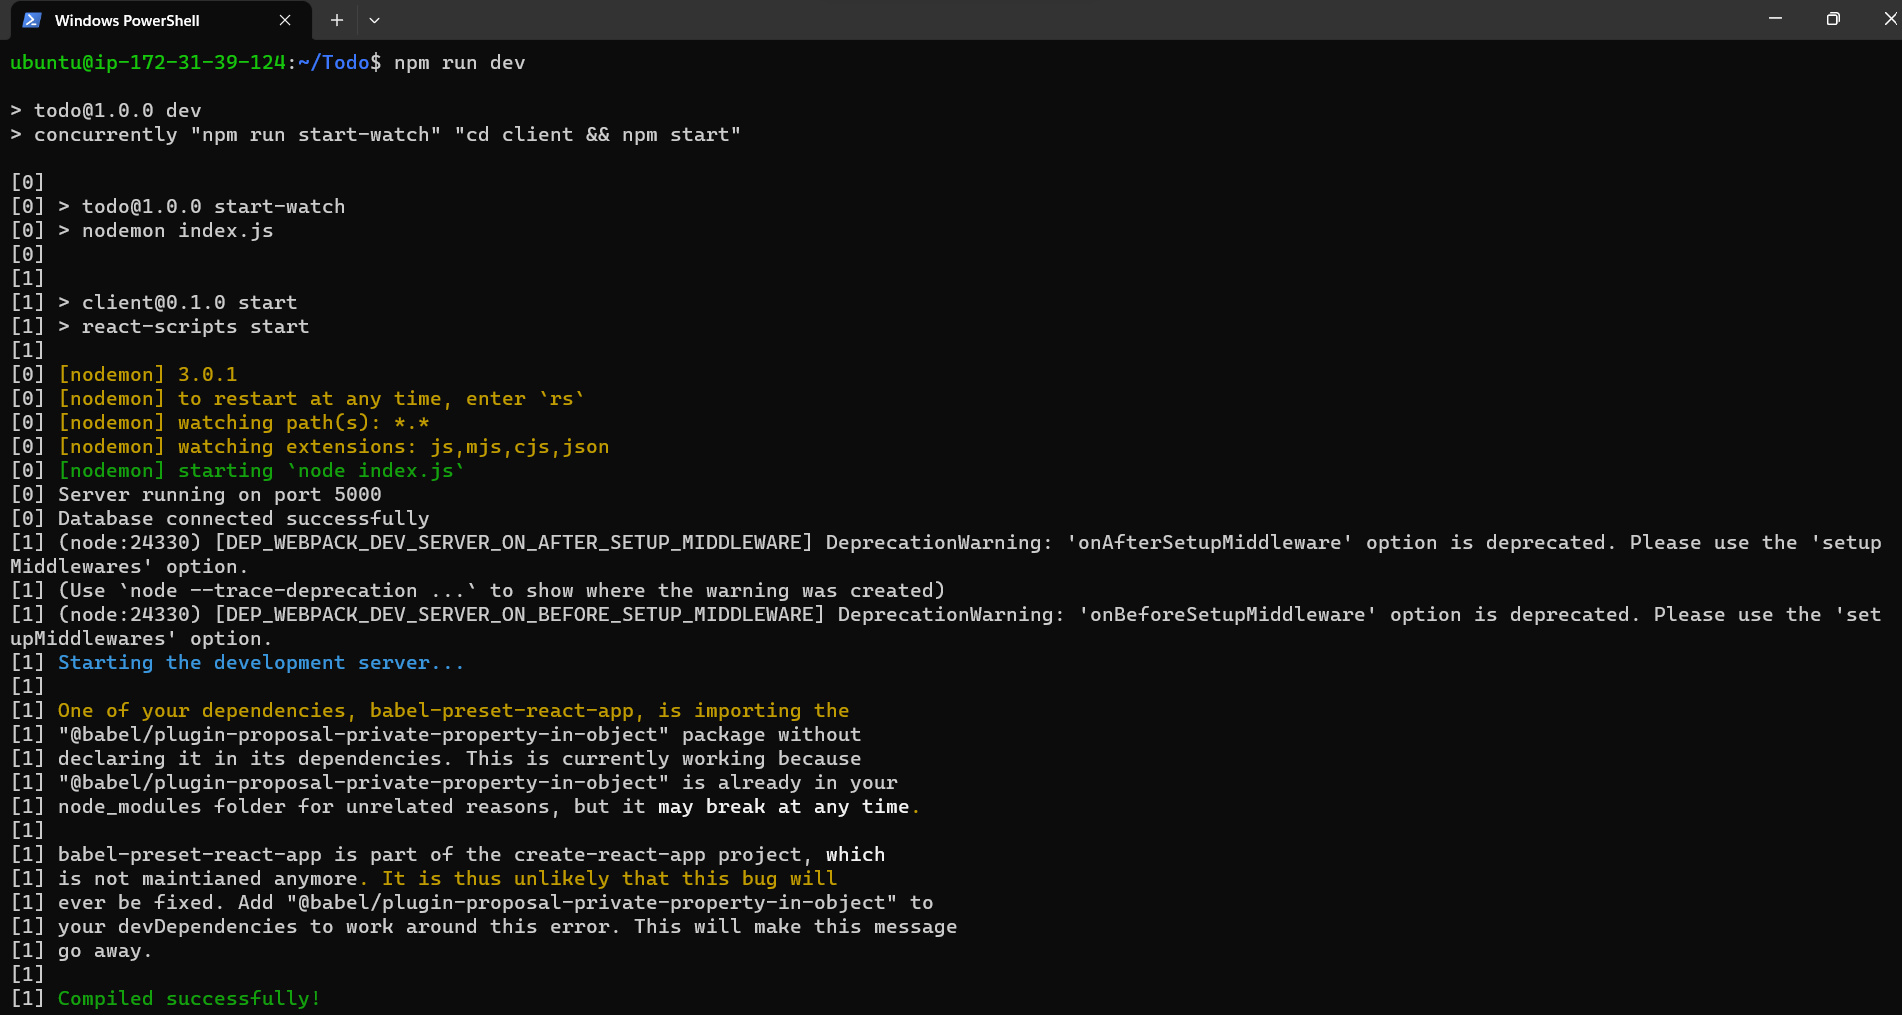 Windows PowerShell
ubuntu@ip-172-31-39-124:~/Todo$ npm run dev
> todo@1.0.0 dev
> concurrently "npm run start-watch" "cd client && npm start"
[0]
[0] > todo@1.0.0 start-watch
[0] > nodemon index.js
[0]
[1]
[1] > client@0.1.0 start
[1] > react-scripts start
[1]
[0] [nodemon] 3.0.1
[0] [nodemon] to restart at any time, enter `rs`
[0] [nodemon] watching path(s): *.*
[0] [nodemon] watching extensions: js,mjs,cjs,json
[0] [nodemon] starting `node index.js`
[0] Server running on port 5000
[0] Database connected successfully
[1] (node:24330) [DEP_WEBPACK_DEV_SERVER_ON_AFTER_SETUP_MIDDLEWARE] DeprecationWarning: 'onAfterSetupMiddleware' option is deprecated. Please use the 'setup
Middlewares' option.
[1] (Use `node --trace-deprecation ...` to show where the warning was created)
[1] (node:24330) [DEP_WEBPACK_DEV_SERVER_ON_BEFORE_SETUP_MIDDLEWARE] DeprecationWarning: 'onBeforeSetupMiddleware' option is deprecated. Please use the 'set
upMiddlewares' option.
[1] Starting the development server...
[1]
[1] One of your dependencies, babel-preset-react-app, is importing the
[1] "@babel/plugin-proposal-private-property-in-object" package without
[1] declaring it in its dependencies. This is currently working because
[1] "@babel/plugin-proposal-private-property-in-object" is already in your
[1] node_modules folder for unrelated reasons, but it may break at any time.
[1]
[1] babel-preset-react-app is part of the create-react-app project, which
[1] is not maintianed anymore. It is thus unlikely that this bug will
[1] ever be fixed. Add "@babel/plugin-proposal-private-property-in-object" to
[1] your devDependencies to work around this error. This will make this message
[1] go away.
[1]
[1] Compiled successfully!